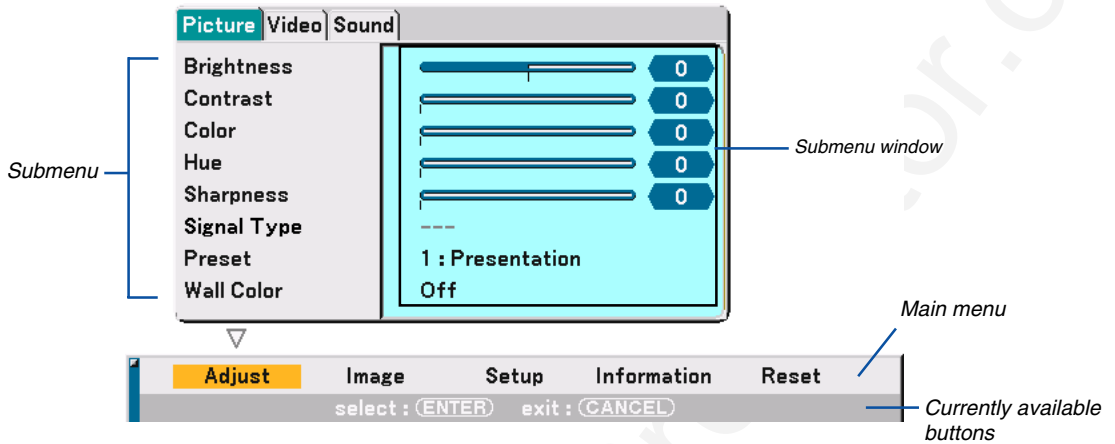 Picture Video Sound
Brightness 0
Contrast 0
Color 0
Hue 0
Sharpness 0
Signal Type ---
Preset 1 : Presentation
Wall Color Off
Submenu
Submenu window
Main menu
Adjust Image Setup Information Reset
select : ENTER exit : CANCEL
Currently available
buttons